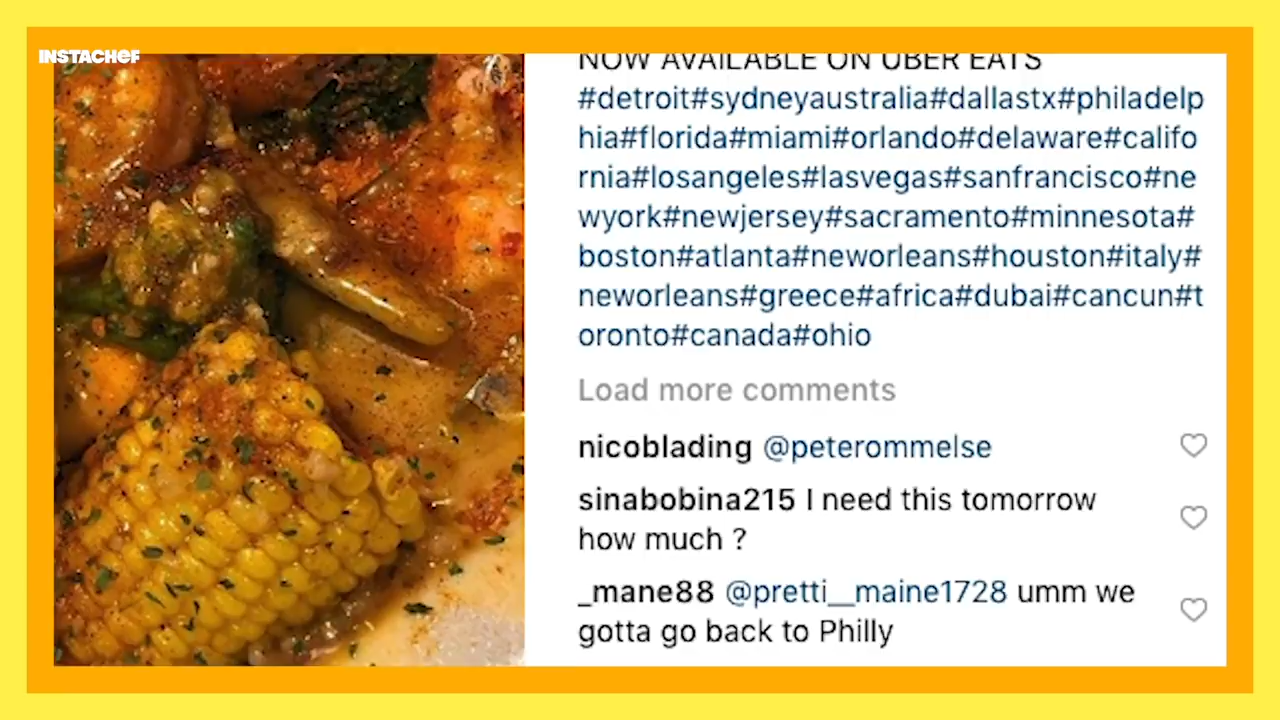 INSTACHEF
NOW AVAILABLE ON UBER EATS
#detroit#sydneyaustralia#dallastx#philadelp
hia#florida#miami#orlando#delaware#califo
rnia#losangeles#lasvegas#sanfrancisco#ne
wyork#newjersey#sacramento#minnesota#
boston#atlanta#neworleans#houston#italy#
neworleans#greece#africa#dubai#cancun#t
oronto#canada#ohio
Load more comments
nicoblading @peterommelse
sinabobina215 I need this tomorrow
how much ?
_mane88 @pretti__maine1728 umm we
gotta go back to Philly